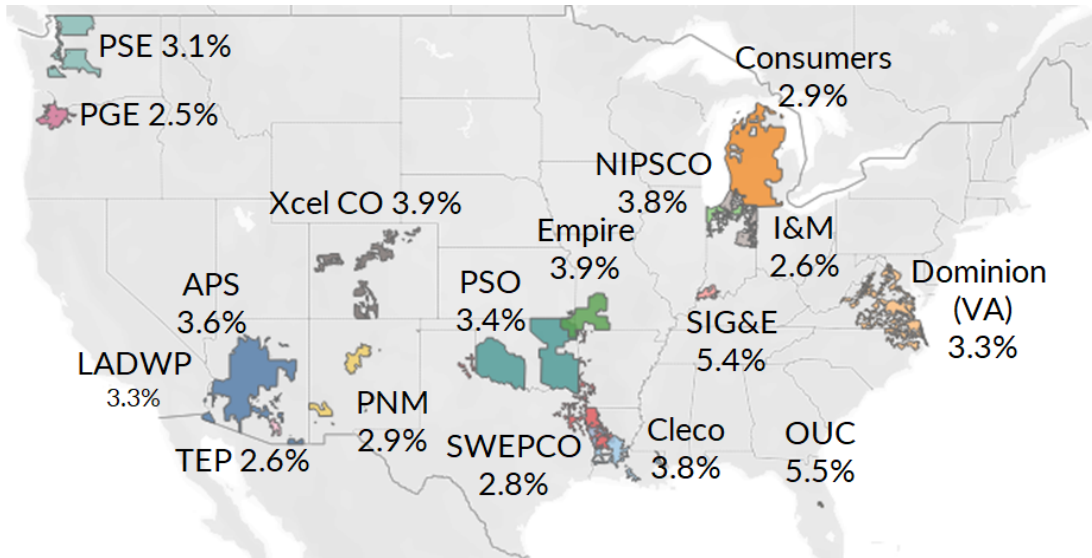 PSE 3.1%
PGE 2.5%
Consumers
2.9%
NIPSCO
3.8%
Xcel CO 3.9%
I&M
2.6%
Empire
3.9%
APS
3.6%
PSO
3.4%
Dominion
(VA)
3.3%
SIG&E
5.4%
LADWP
3.3%
PNM
2.9%
TEP 2.6%
SWEPCO
2.8%
Cleco
3.8%
OUC
5.5%